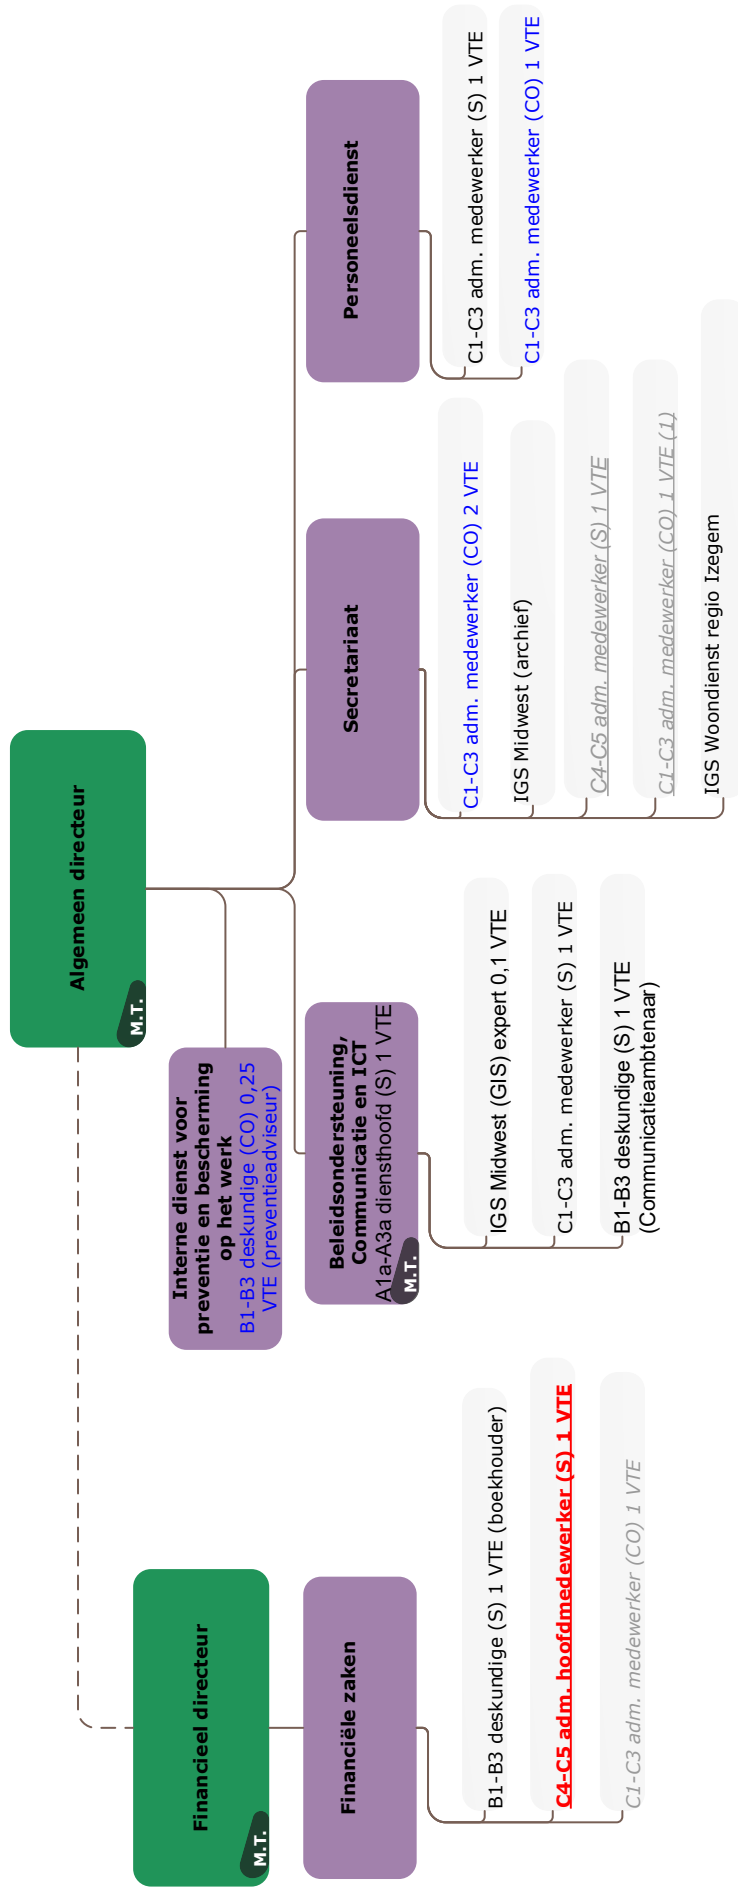 Algemeen directeur
M.T.
Financieel directeur
M.T.
Interne dienst voor
preventie en bescherming
op het werk
B1-B3 deskundige (CO) 0,25
VTE (preventieadviseur)
Financiële zaken
B1-B3 deskundige (S) 1 VTE (boekhouder)
C4-C5 adm. hoofdmedewerker (S) 1 VTE
C1-C3 adm. medewerker (CO) 1 VTE
Beleidsondersteuning,
Communicatie en ICT
A1a-A3a diensthoofd (S) 1 VTE
M.T.
IGS Midwest (GIS) expert 0,1 VTE
C1-C3 adm. medewerker (S) 1 VTE
B1-B3 deskundige (S) 1 VTE
(Communicatieambtenaar)
Secretariaat
C1-C3 adm. medewerker (CO) 2 VTE
IGS Midwest (archief)
C4-C5 adm. medewerker (S) 1 VTE
C1-C3 adm. medewerker (CO) 1 VTE (1)
IGS Woondienst regio Izegem
Personeelsdienst
C1-C3 adm. medewerker (S) 1 VTE
C1-C3 adm. medewerker (CO) 1 VTE